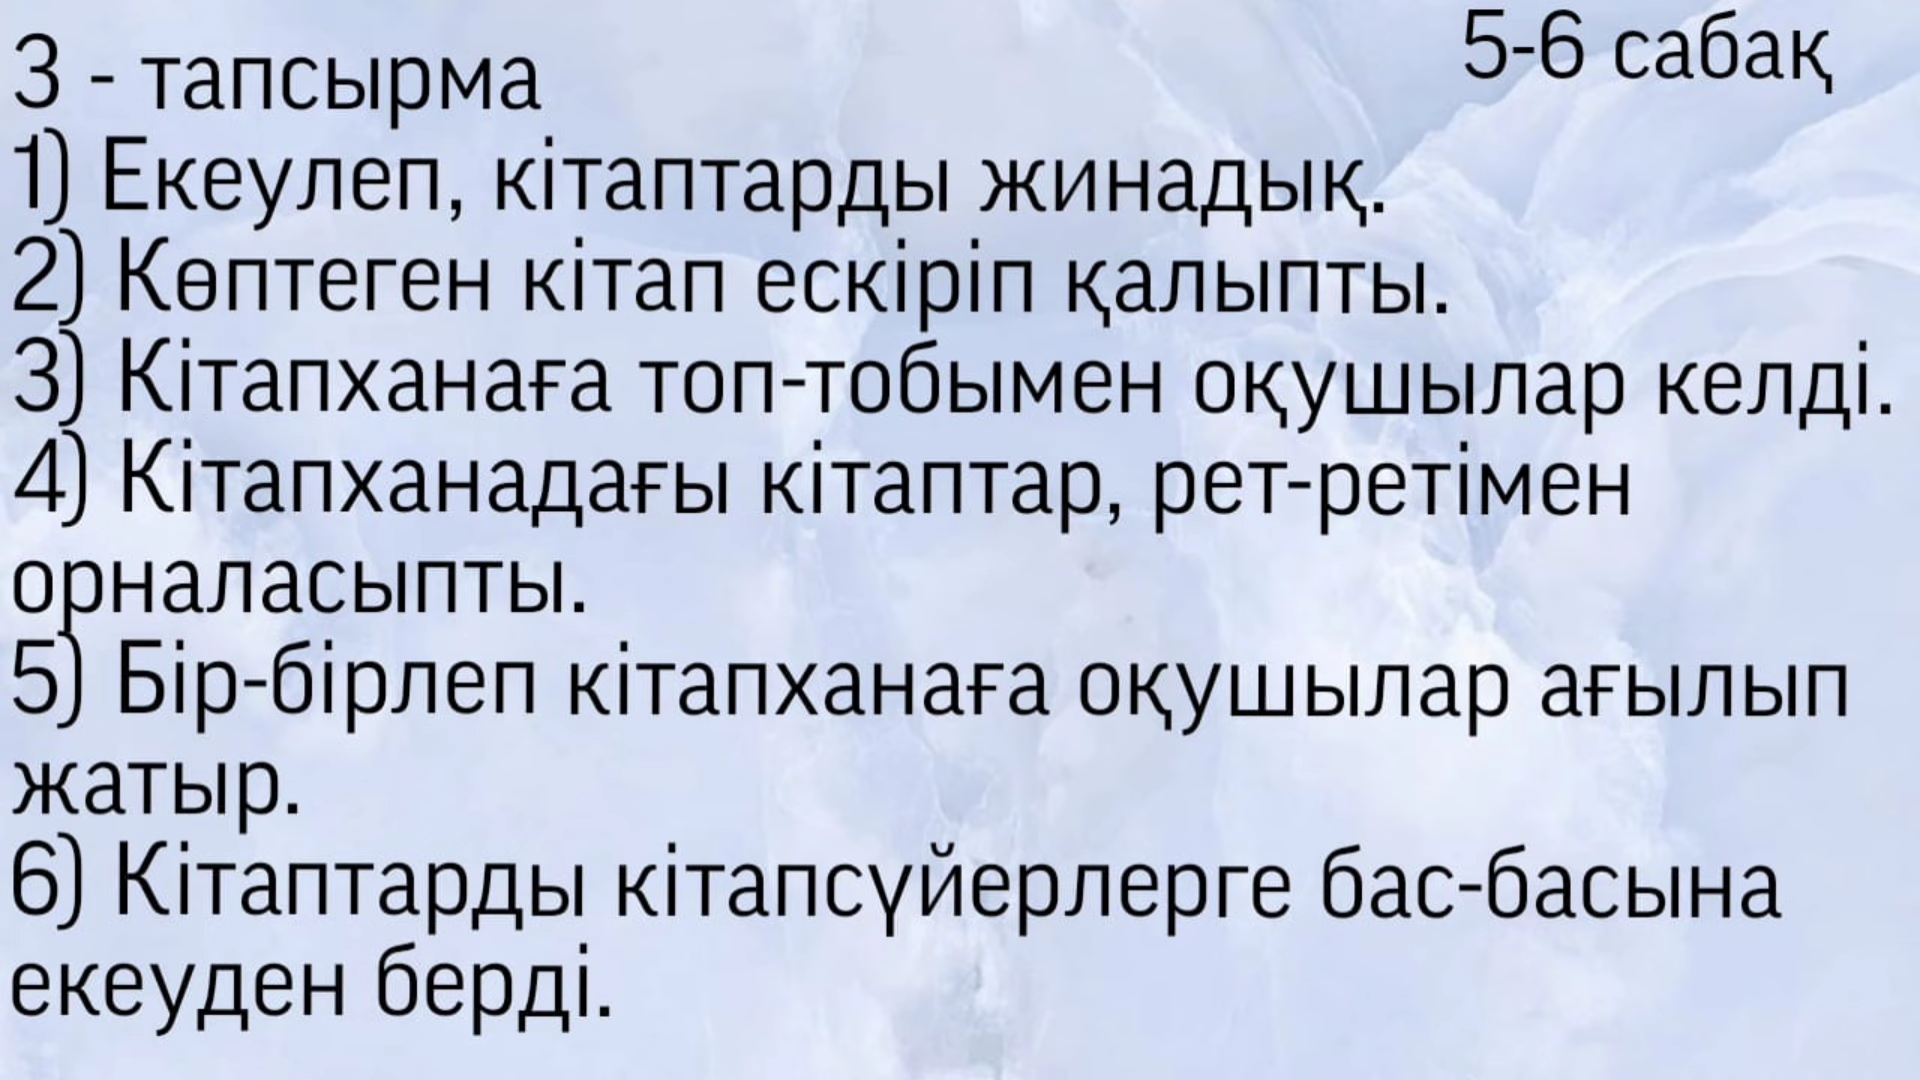 5-6 сабақ
3 - тапсырма
1) Екеулеп, кітаптарды жинадық.
2) Көптеген кітап ескіріп қалыпты.
3) Кітапханаға топ-тобымен оқушылар келді.
4) Кітапханадағы кітаптар, рет-ретімен
орналасыпты.
5) Бір-бірлеп кітапханаға оқушылар ағылып
жатыр.
6) Кітаптарды кітапсүйерлерге бас-басына
екеуден берді.